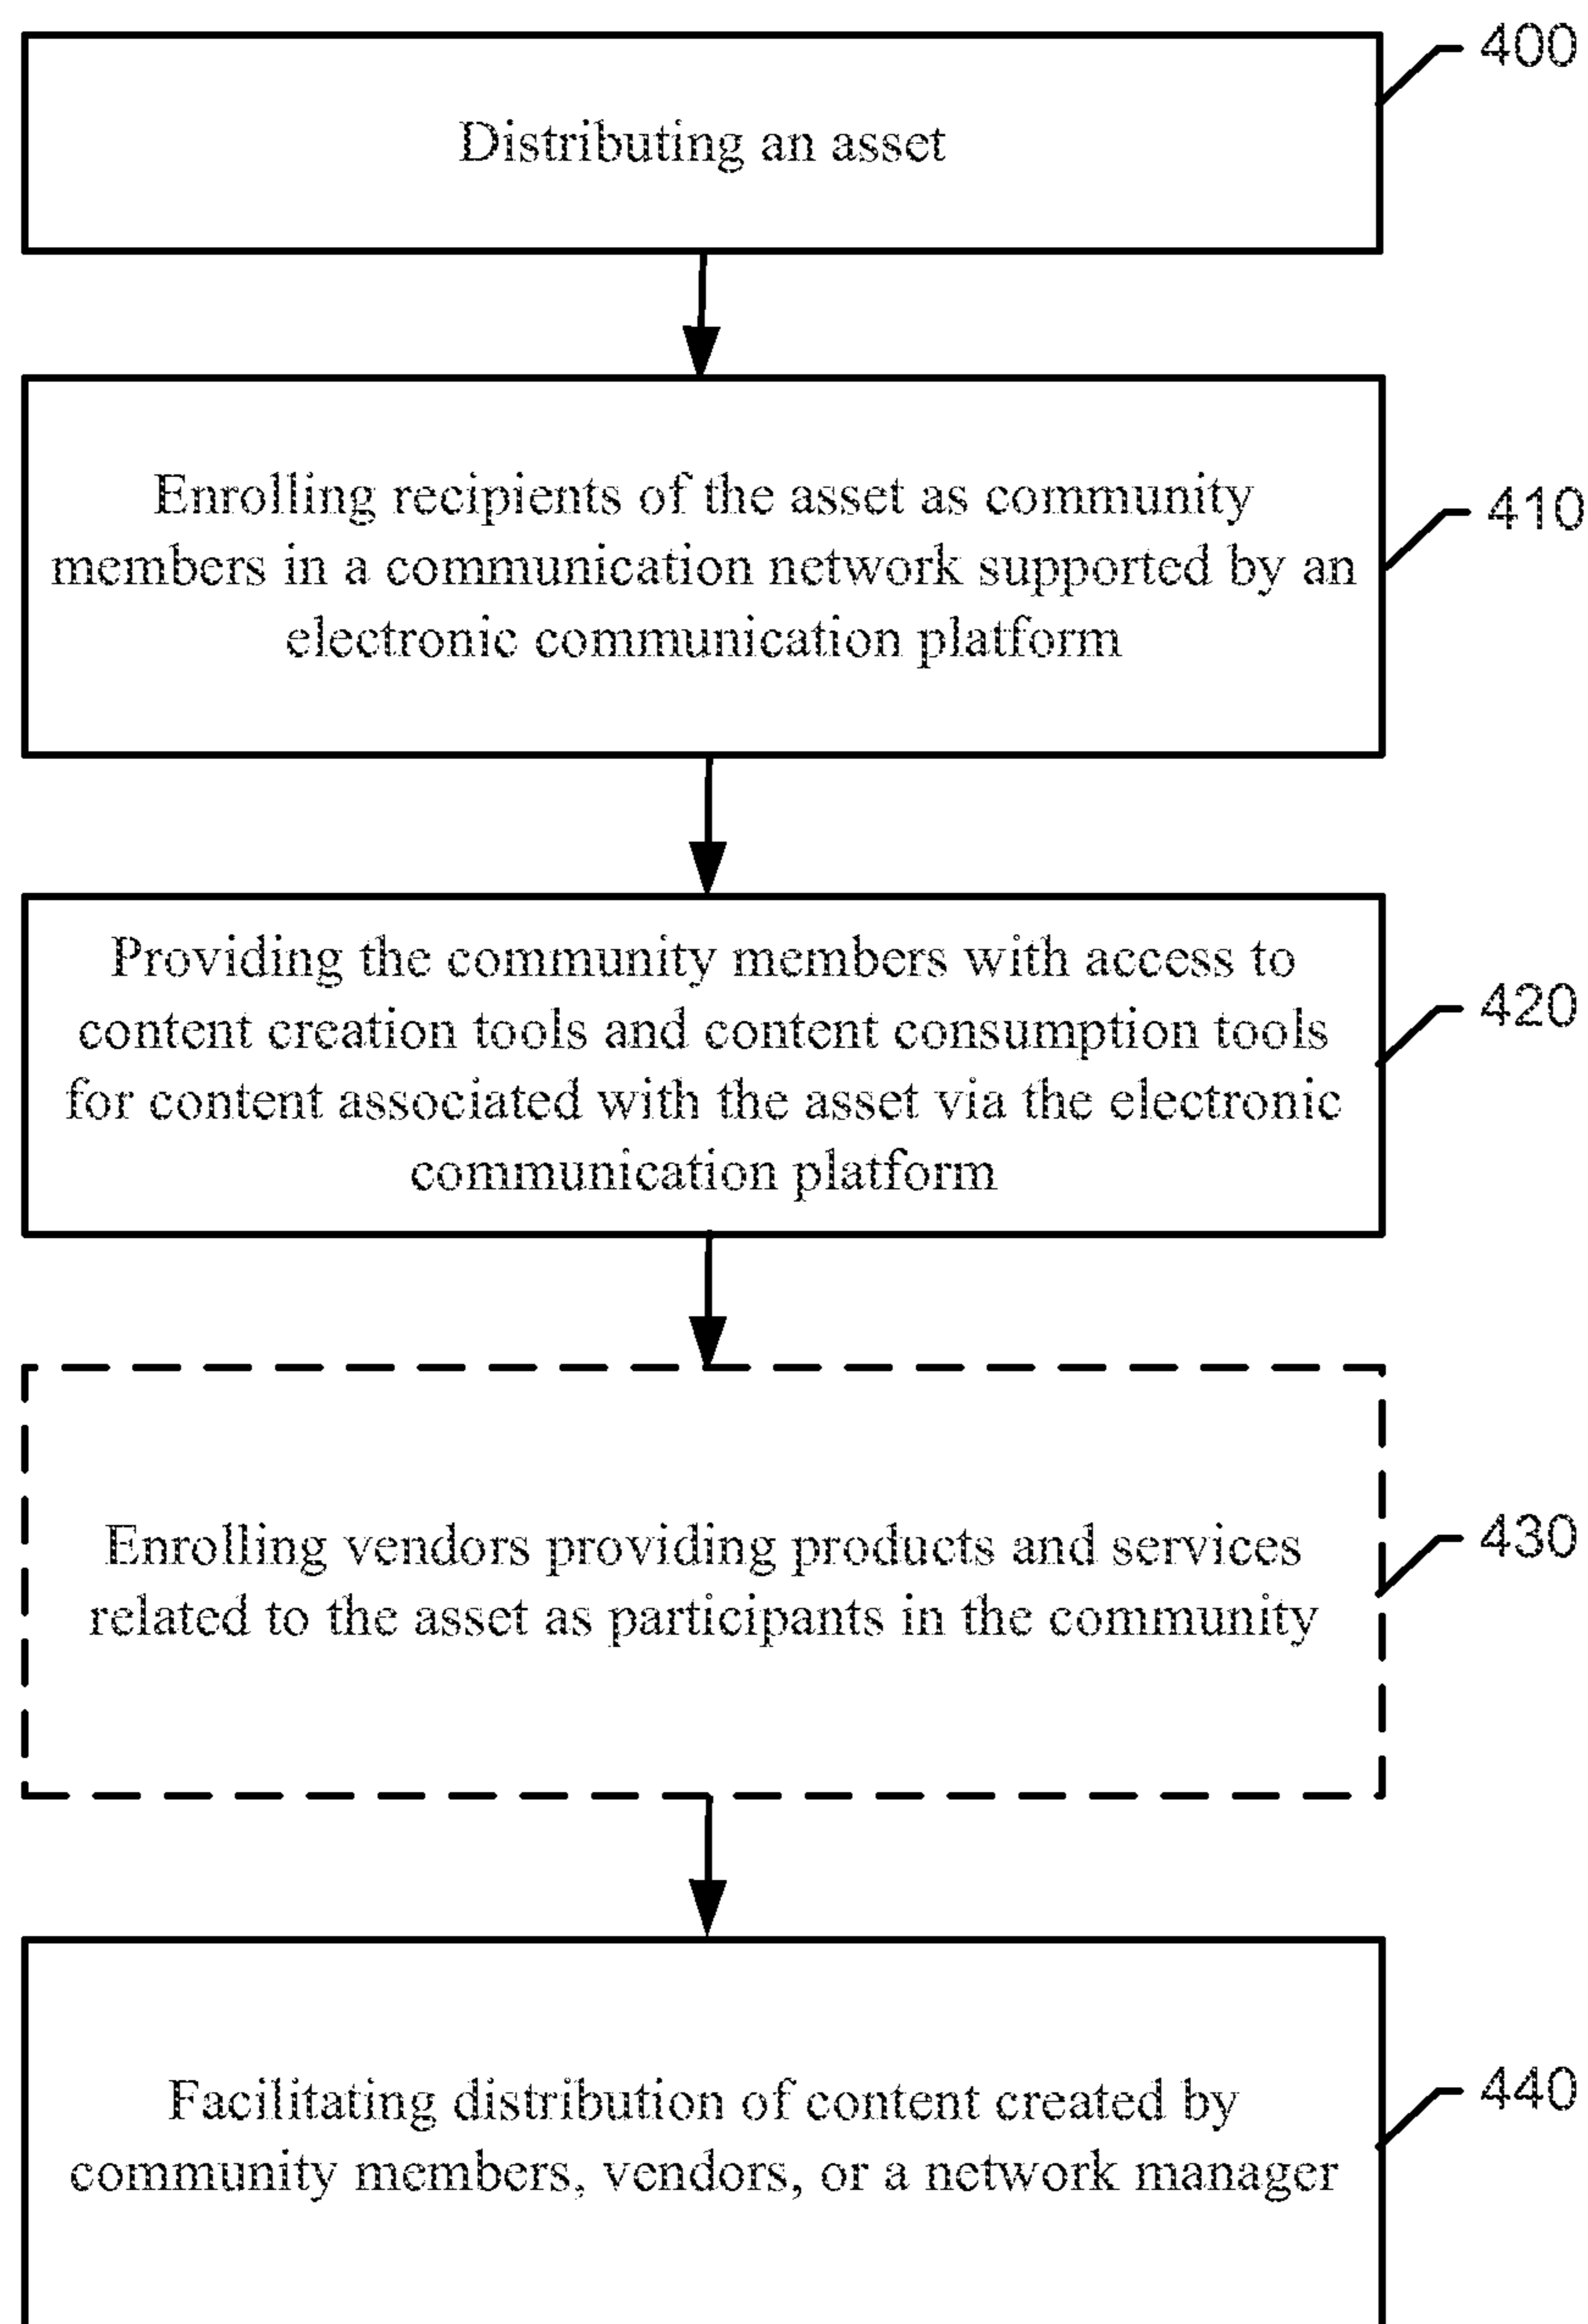 400
Distributing an asset
Enrolling recipients of the asset as community
410
members in a communication network supported by an
electronic communication platform
Providing the community members with access to
420
content creation tools and content consumption tools
for content associated with the asset via the electronic
communication platform
430
Enrolling vendors providing products and services
related to the asset as participants in the community
440
Facilitating distribution of content created by
community members, vendors, or a network manager